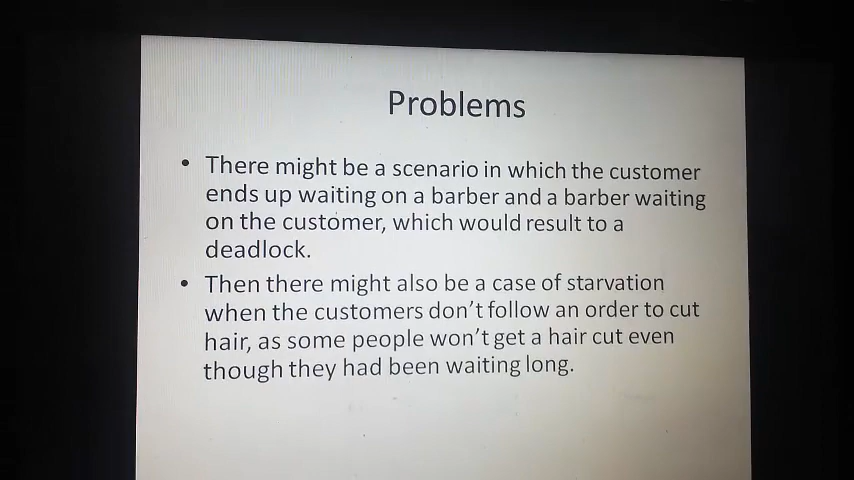 Problems
• There might be a scenario in which the customer
ends up waiting on a barber and a barber waiting
on the customer, which would result to a
deadlock.
• Then there might also be a case of starvation
when the customers don't follow an order to cut
hair, as some people won't get a hair cut even
though they had been waiting long.